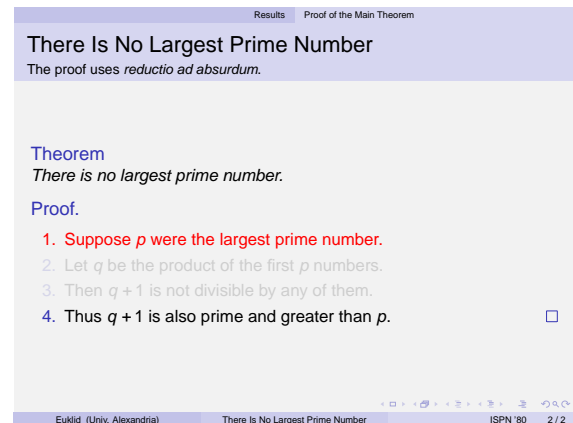 Results Proof of the Main Theorem
There Is No Largest Prime Number
The proof uses reductio ad absurdum.
Theorem
There is no largest prime number.
Proof.
1. Suppose p were the largest prime number.
2. Let q be the product of the first p numbers.
3. Then q + 1 is not divisible by any of them.
4. Thus q + 1 is also prime and greater than p.
Euklid (Univ. Alexandria) There Is No Largest Prime Number ISPN '80 2 / 2